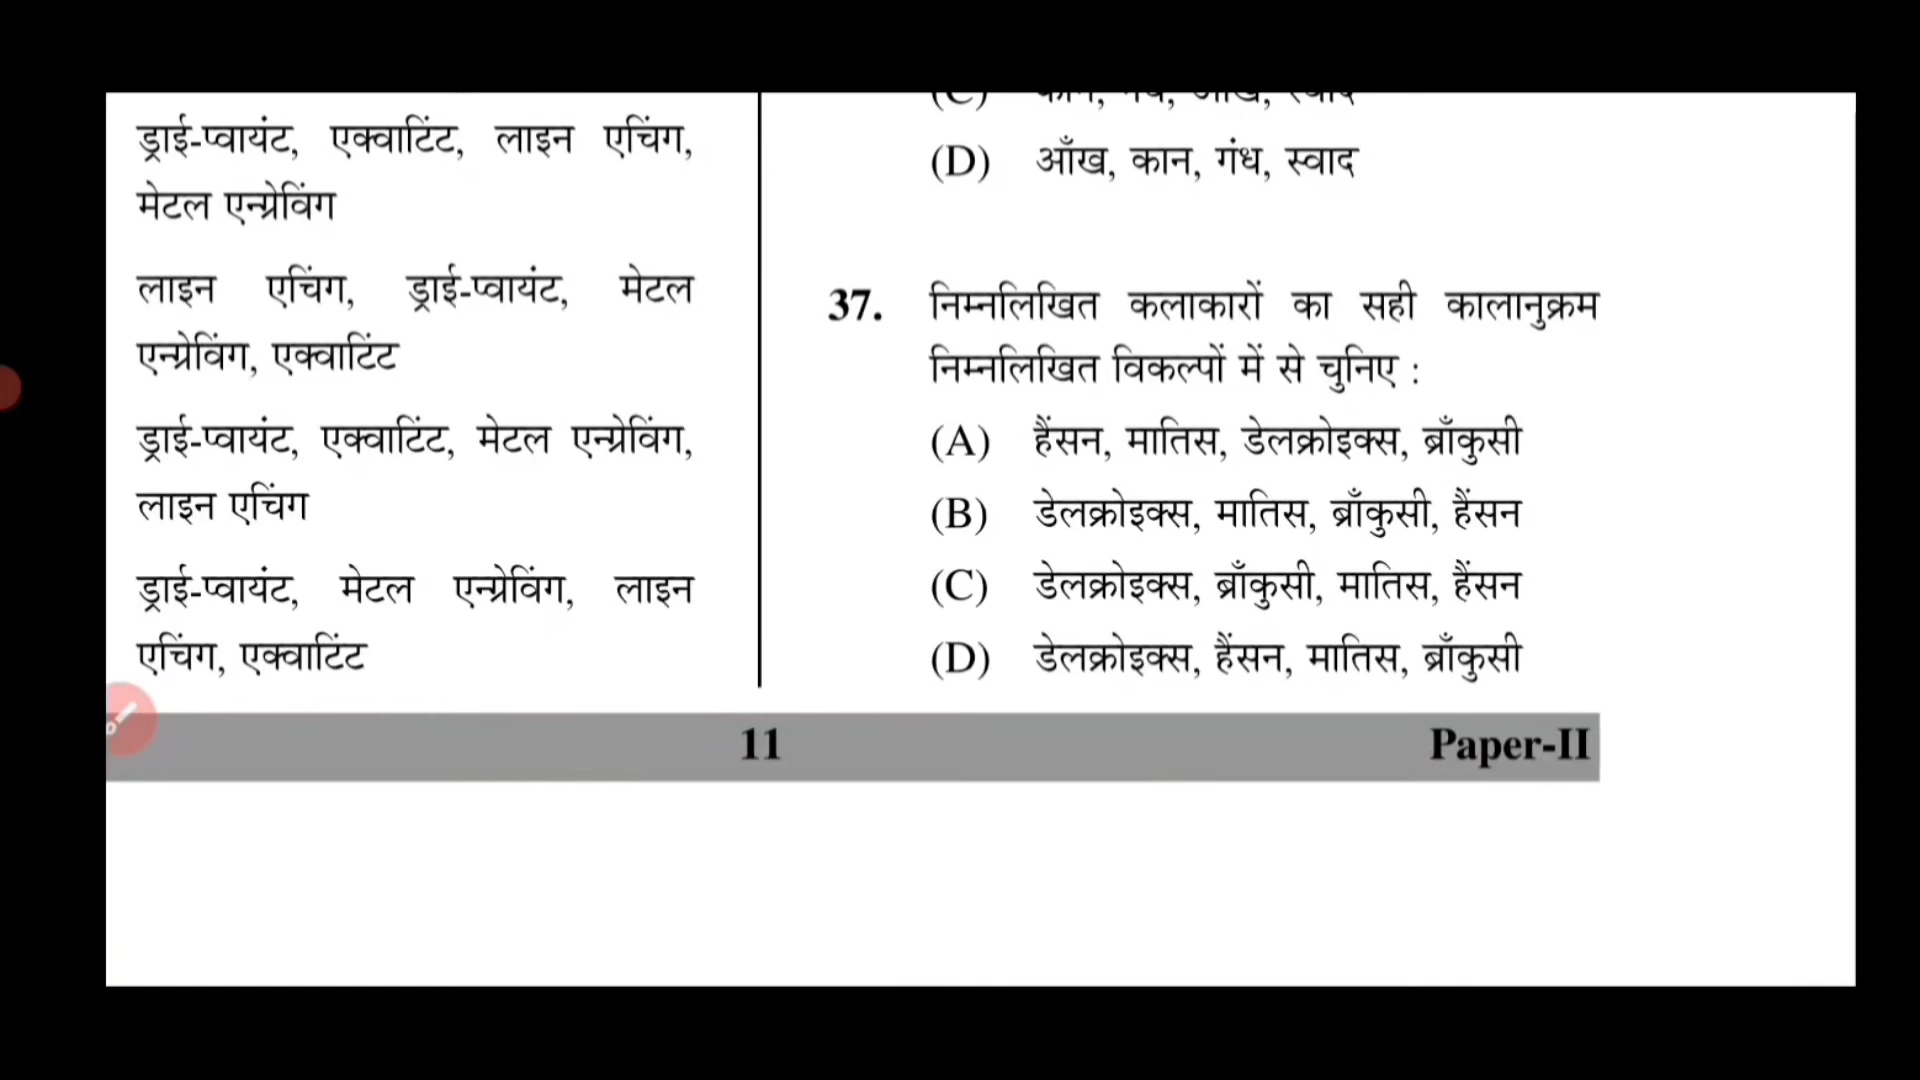 ड्राई-प्वायंट, एक्वाटिंट, लाइन एचिंग,
मेटल एन्ग्रेविंग
लाइन एचिंग, ड्राई-प्वायंट, मेटल
एन्ग्रेविंग, एक्वाटिंट
ड्राई-प्वायंट, एक्वाटिंट, मेटल एन्ग्रेविंग,
लाइन एचिंग
ड्राई-प्वायंट, मेटल एन्ग्रेविंग, लाइन
एचिंग, एक्वाटिंट
(D) आँख, कान, गंध, स्वाद
37. निम्नलिखित कलाकारों का सही कालानुक्रम
निम्नलिखित विकल्पों में से चुनिए :
(A) हैंसन, मातिस, डेलक्रोइक्स, ब्राँकुसी
(B) डेलक्रोइक्स, मातिस, ब्राँकुसी, हैंसन
(C) डेलक्रोइक्स, ब्राँकुसी, मातिस, हैंसन
(D) डेलक्रोइक्स, हैंसन, मातिस, ब्राँकुसी
11 Paper-II